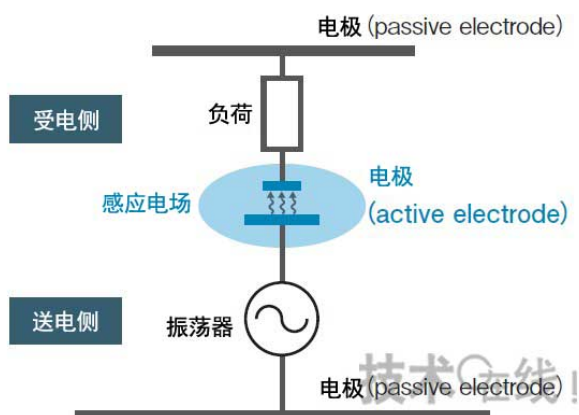 电极(passive electrode)
受电侧
负荷
感应电场
电极
(active electrode)
送电侧
振荡器
技术在线!
电极(passive electrode)